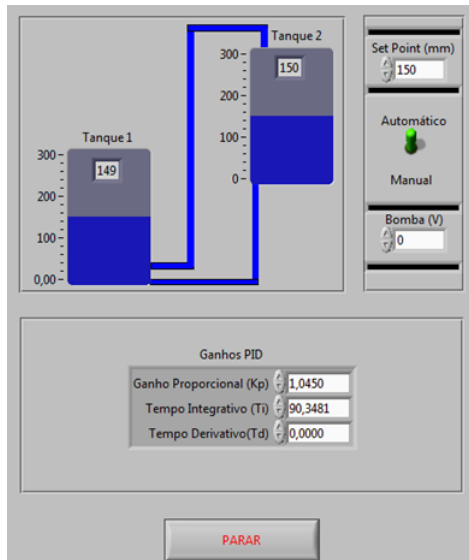 Tanque 2
300
150
200
100
0
Tanque 1
300
149
200
100
0,00
Set Point (mm)
150
Automático
Manual
Bomba (V)
0
Ganhos PID
Ganho Proporcional (Kp) 1,0450
Tempo Integrativo (Ti) 90,3481
Tempo Derivativo(Td) 0,0000
PARAR